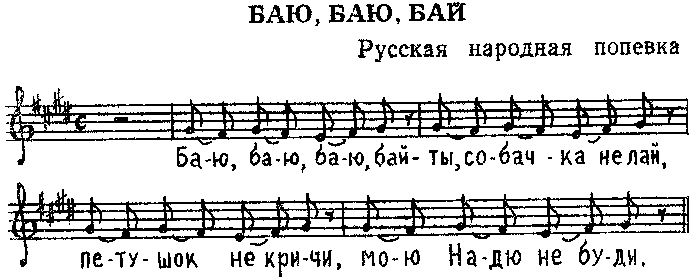 БАЮ, БАЮ, БАЙ
Русская народная попевка
Ба-ю, ба-ю, ба-ю, бай-ты, со-бач-ка не лай,
пе-ту-шок не кри-чи, мо-ю На-дю не бу-ди.